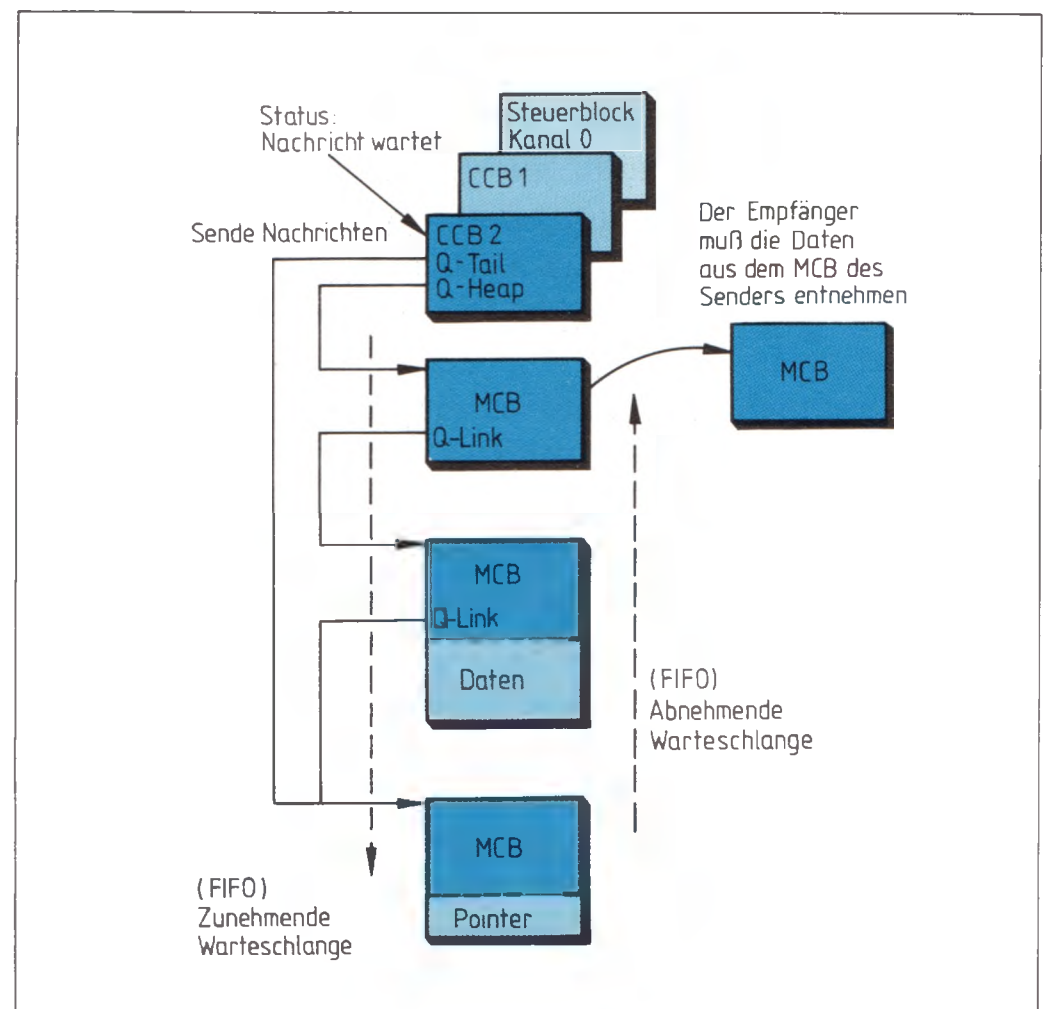 Status:
Nachricht wartet
Steuerblock
Kanal 0
CCB 1
Sende Nachrichten
CCB 2
Q-Tail
Q-Heap
Der Empfänger
muß die Daten
aus dem MCB des
Senders entnehmen
MCB
MCB
Q-Link
MCB
Q-Link
Daten
(FIFO)
Abnehmende
Warteschlange
MCB
Pointer
(FIFO)
Zunehmende
Warteschlange